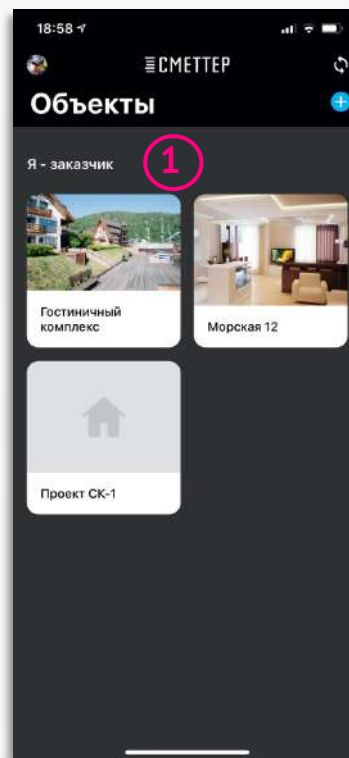 18:58
СМЕТТЕР
Объекты
Я - заказчик
1
Гостиничный
комплекс
Морская 12
Проект СК-1